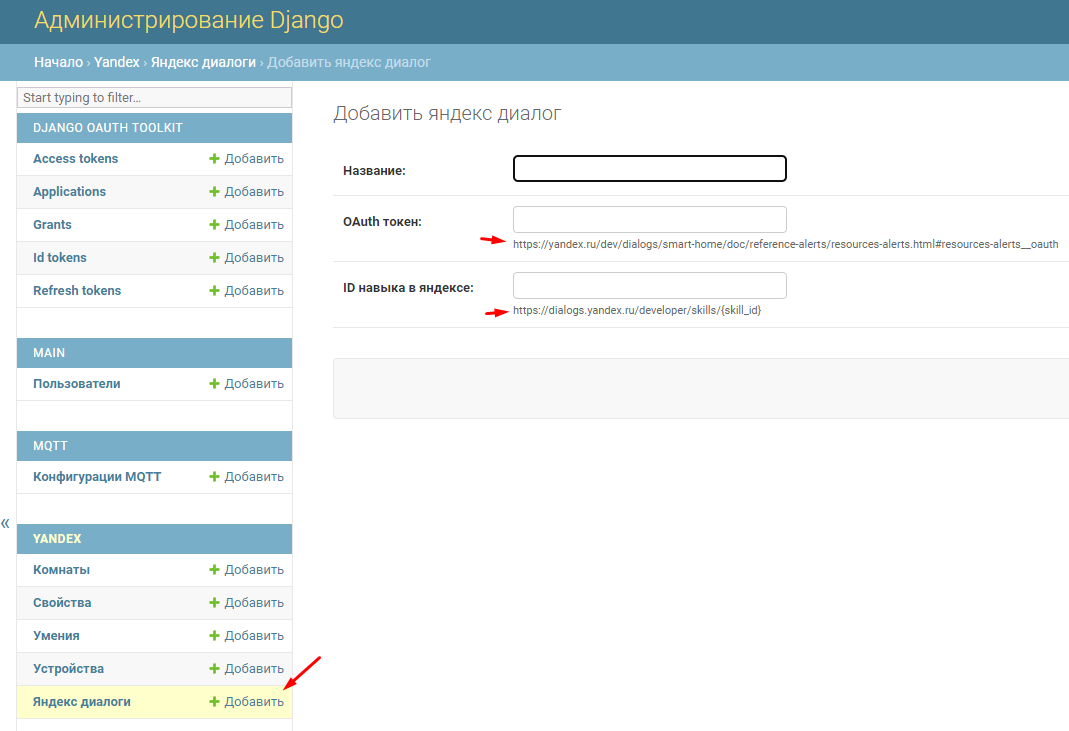 Администрирование Django
Начало › Yandex › Яндекс диалоги › Добавить яндекс диалог
Start typing to filter...
DJANGO OAUTH TOOLKIT
Access tokens + Добавить
Applications + Добавить
Grants + Добавить
Id tokens + Добавить
Refresh tokens + Добавить
MAIN
Пользователи + Добавить
MQTT
Конфигурации MQTT + Добавить
«
YANDEX
Комнаты + Добавить
Свойства + Добавить
Умения + Добавить
Устройства + Добавить
Яндекс диалоги + Добавить
Добавить яндекс диалог
Название:
OAuth токен:
https://yandex.ru/dev/dialogs/smart-home/doc/reference-alerts/resources-alerts.html#resources-alerts__oauth
ID навыка в яндексе:
https://dialogs.yandex.ru/developer/skills/{skill_id}